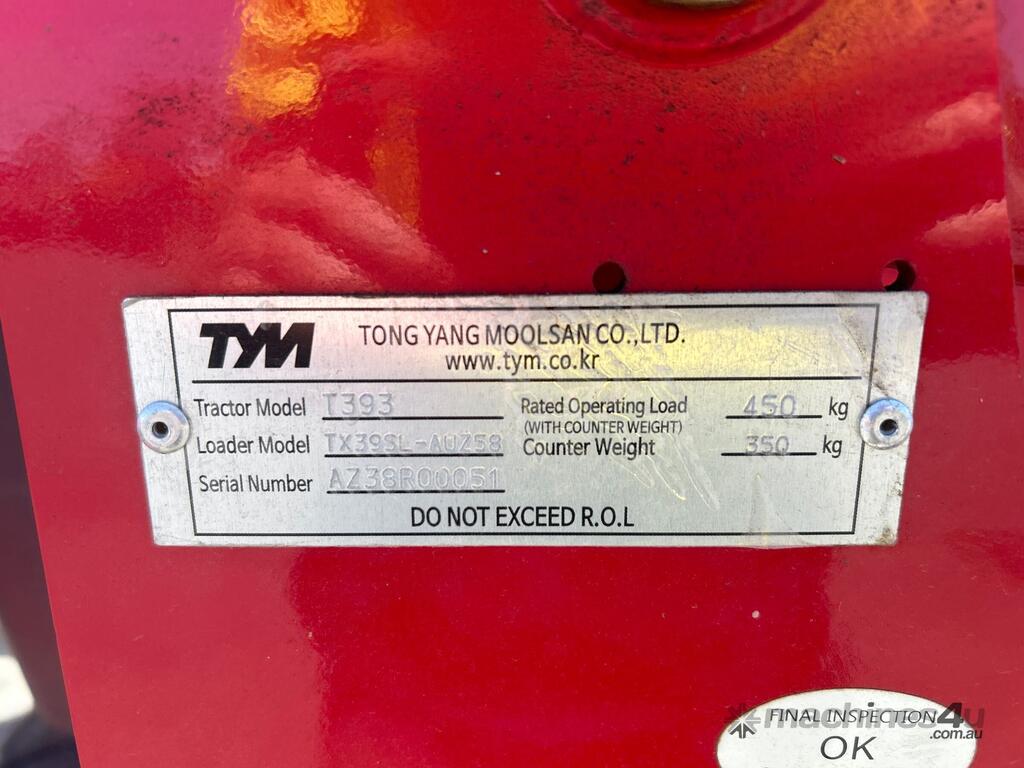 TYM
TONG YANG MOOLSAN CO.,LTD.
www.tym.co.kr
Tractor Model T393
Loader Model TX39SL-AUZ58
Serial Number AZ38R00051
Rated Operating Load 450 kg
(WITH COUNTER WEIGHT)
Counter Weight 350 kg
DO NOT EXCEED R.O.L
FINAL INSPECTION
OK
machines4u
.com.au